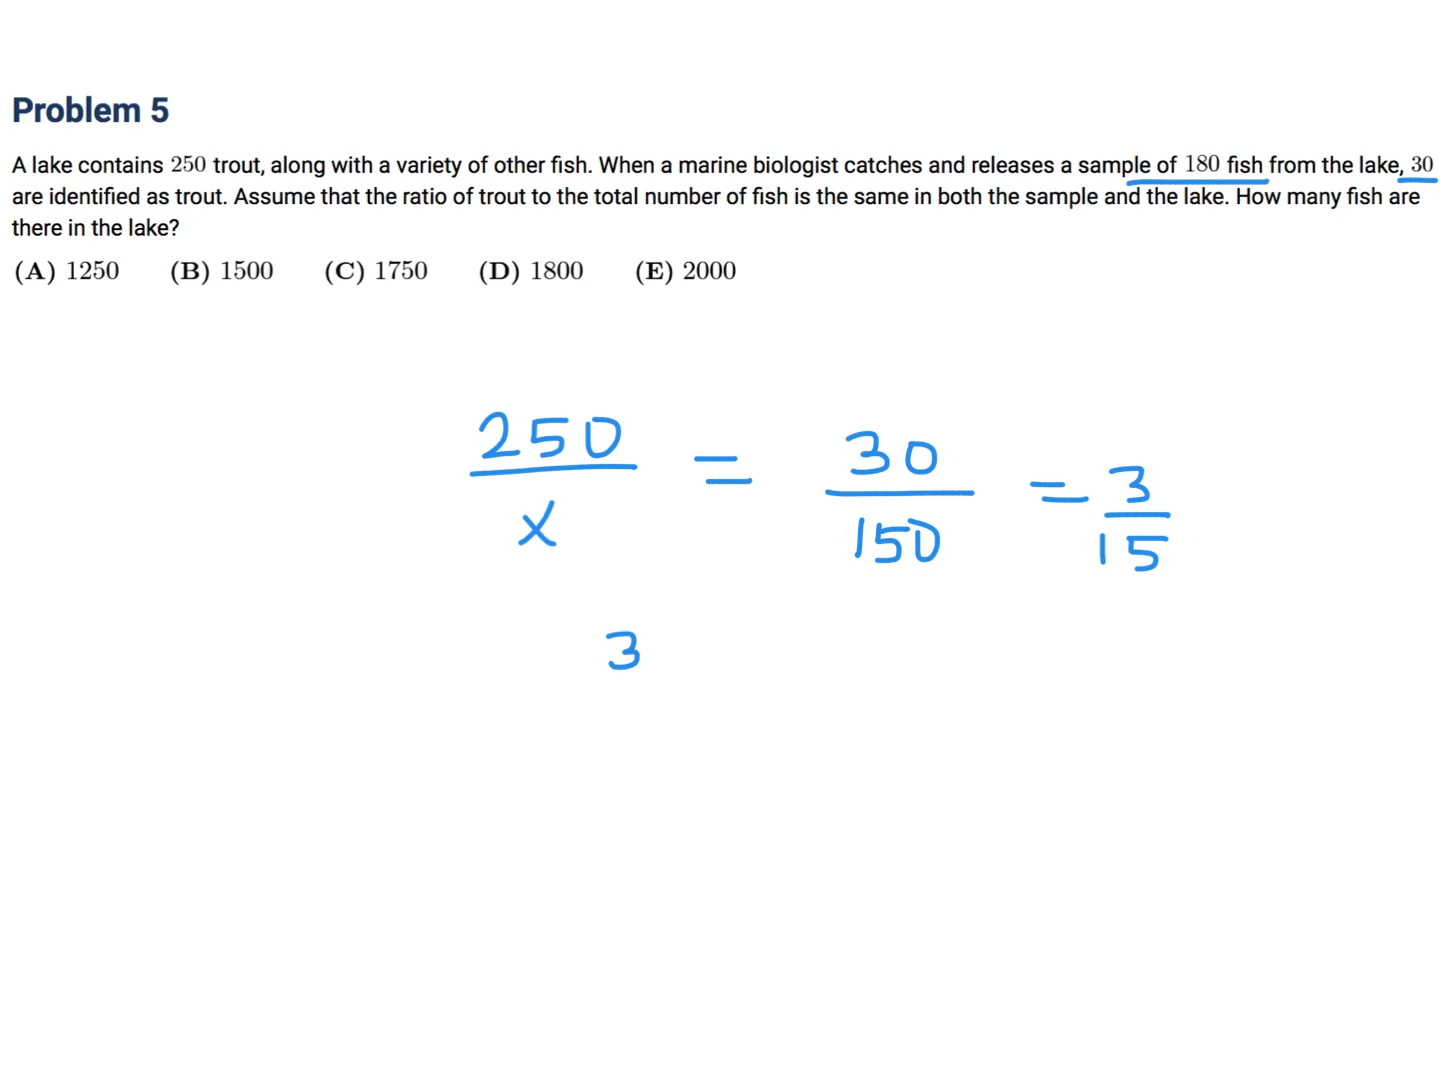 Problem 5
A lake contains 250 trout, along with a variety of other fish. When a marine biologist catches and releases a sample of 180 fish from the lake, 30
are identified as trout. Assume that the ratio of trout to the total number of fish is the same in both the sample and the lake. How many fish are
there in the lake?
(A) 1250 (B) 1500 (C) 1750 (D) 1800 (E) 2000
250/x = 30/150 = 3/15
3